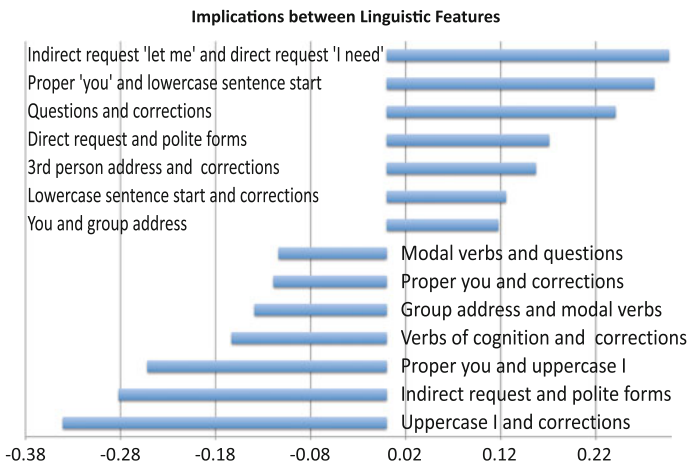 Implications between Linguistic Features
Indirect request 'let me' and direct request 'I need'
Proper 'you' and lowercase sentence start
Questions and corrections
Direct request and polite forms
3rd person address and  corrections
Lowercase sentence start and corrections
You and group address
Modal verbs and questions
Proper you and corrections
Group address and modal verbs
Verbs of cognition and  corrections
Proper you and uppercase I
Indirect request and polite forms
Uppercase I and corrections
-0.38 -0.28 -0.18 -0.08 0.02 0.12 0.22